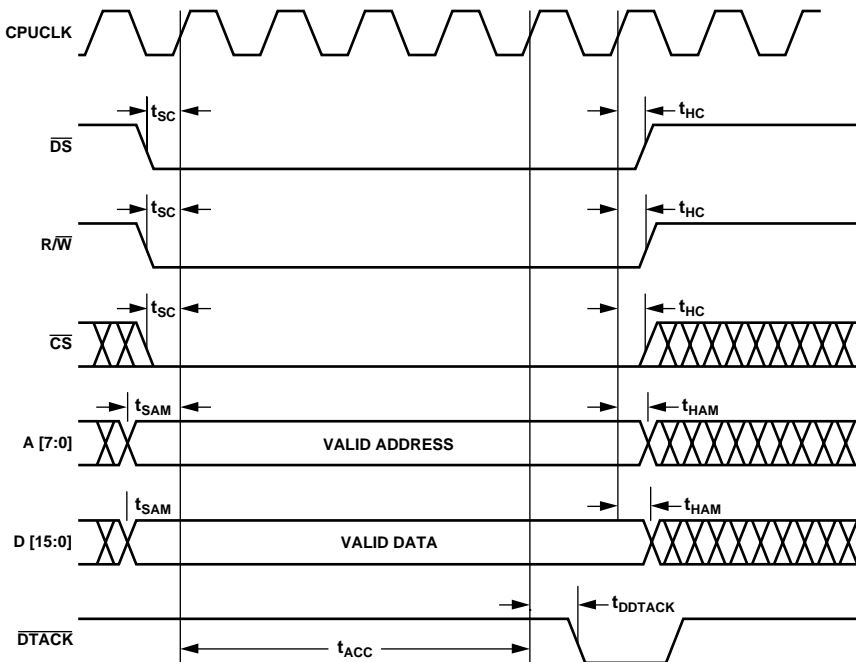 CPUCLK
tSC
tHC
DS
tSC
tHC
R/W
tSC
tHC
CS
tSAM
tHAM
A [7:0]
VALID ADDRESS
tSAM
tHAM
D [15:0]
VALID DATA
tDDTACK
DTACK
tACC